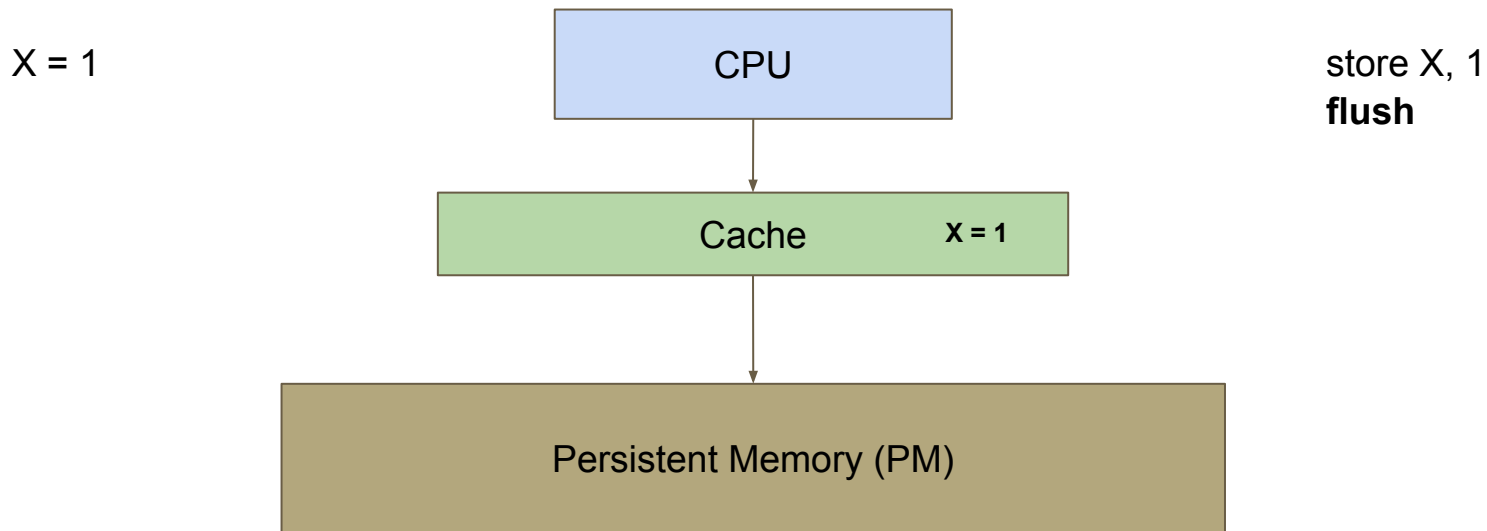 X = 1
CPU
store X, 1
flush
Cache
X = 1
Persistent Memory (PM)